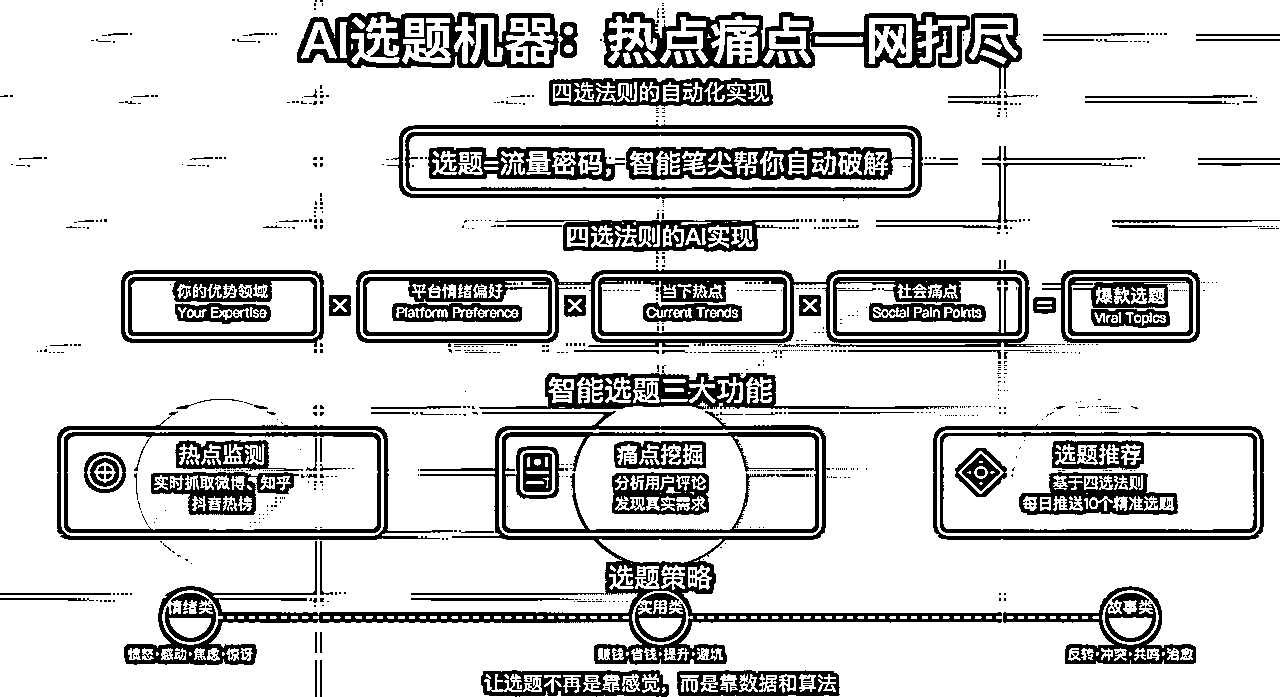 AI选题机器：热点痛点一网打尽
四选法则的自动化实现
选题=流量密码，智能笔尖帮你自动破解
四选法则的AI实现
你的优势领域
Your Expertise
×
平台情绪偏好
Platform Preference
×
当下热点
Current Trends
×
社会痛点
Social Pain Points
=
爆款选题
Viral Topics
智能选题三大功能
热点监测
实时抓取微博、知乎
抖音热榜
痛点挖掘
分析用户评论
发现真实需求
选题推荐
基于四选法则
每日推送10个精准选题
选题策略
情绪类
愤怒·感动·焦虑·惊讶
实用类
赚钱·省钱·提升·避坑
故事类
反转·冲突·共鸣·治愈
让选题不再是靠感觉，而是靠数据和算法